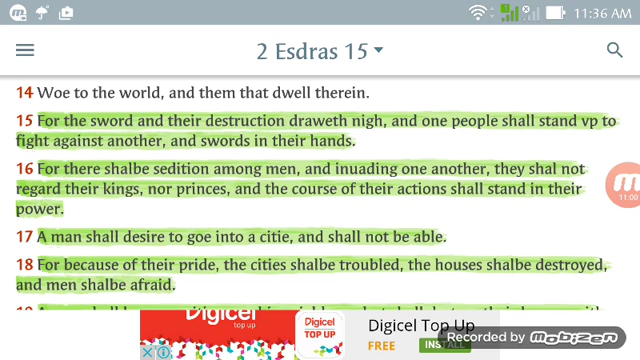 11:36 AM
2 Esdras 15
14 Woe to the world, and them that dwell therein.
15 For the sword and their destruction draweth nigh, and one people shall stand vp to
fight against another, and swords in their hands.
16 For there shalbe sedition among men, and inuading one another, they shal not
regard their kings, nor princes, and the course of their actions shall stand in their
power.
17 A man shall desire to goe into a citie, and shall not be able.
18 For because of their pride, the cities shalbe troubled, the houses shalbe destroyed,
and men shalbe afraid.
11:00
Digicel
top up
Digicel
TOP UP
Digicel Top Up
FREE INSTALL
Recorded by mobizen